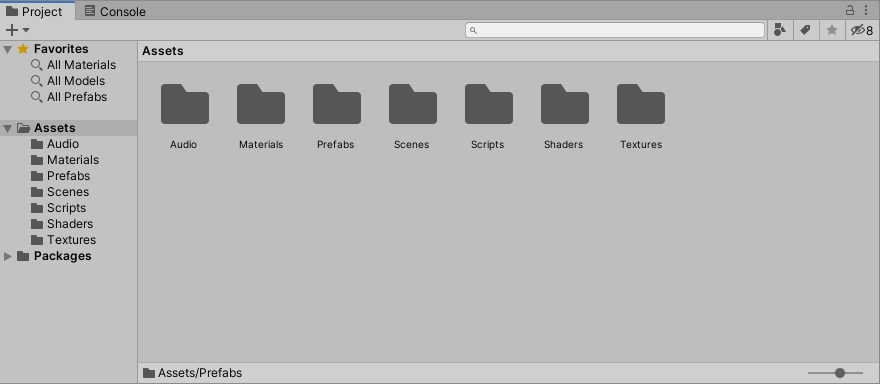 Project Console
8
Favorites
All Materials
All Models
All Prefabs
Assets
Audio
Materials
Prefabs
Scenes
Scripts
Shaders
Textures
Packages
Assets
Audio Materials Prefabs Scenes Scripts Shaders Textures
Assets/Prefabs